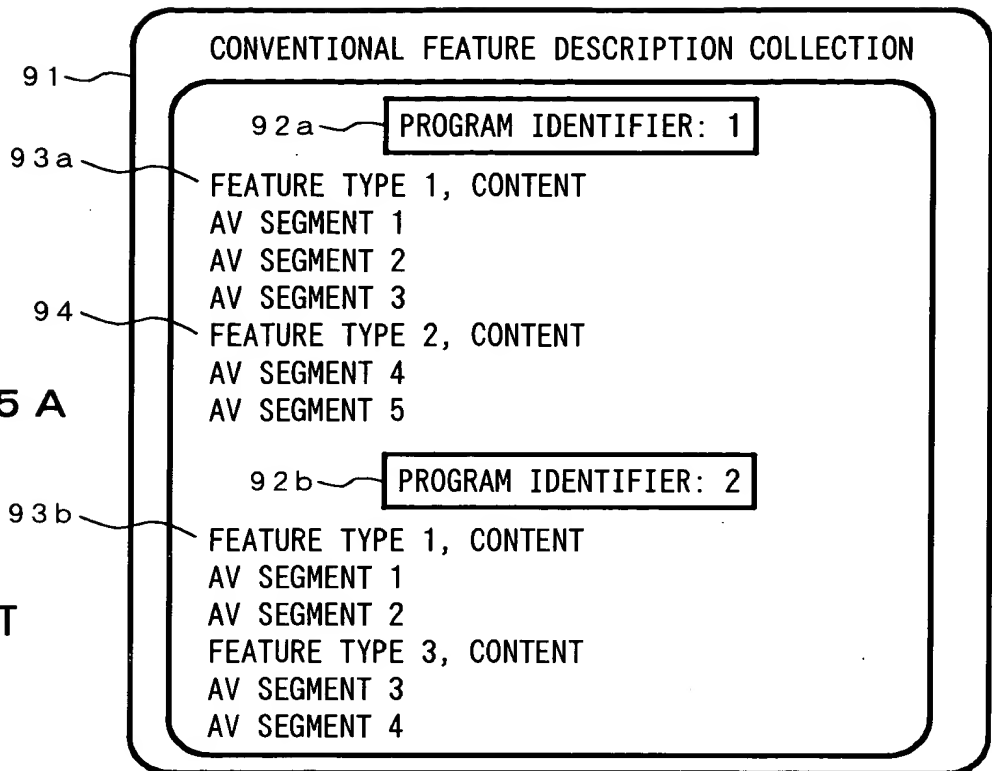 CONVENTIONAL FEATURE DESCRIPTION COLLECTION
91
92a PROGRAM IDENTIFIER: 1
93a
FEATURE TYPE 1, CONTENT
AV SEGMENT 1
AV SEGMENT 2
AV SEGMENT 3
94
FEATURE TYPE 2, CONTENT
AV SEGMENT 4
5 A
AV SEGMENT 5
92b PROGRAM IDENTIFIER: 2
93b
FEATURE TYPE 1, CONTENT
AV SEGMENT 1
AV SEGMENT 2
T
FEATURE TYPE 3, CONTENT
AV SEGMENT 3
AV SEGMENT 4